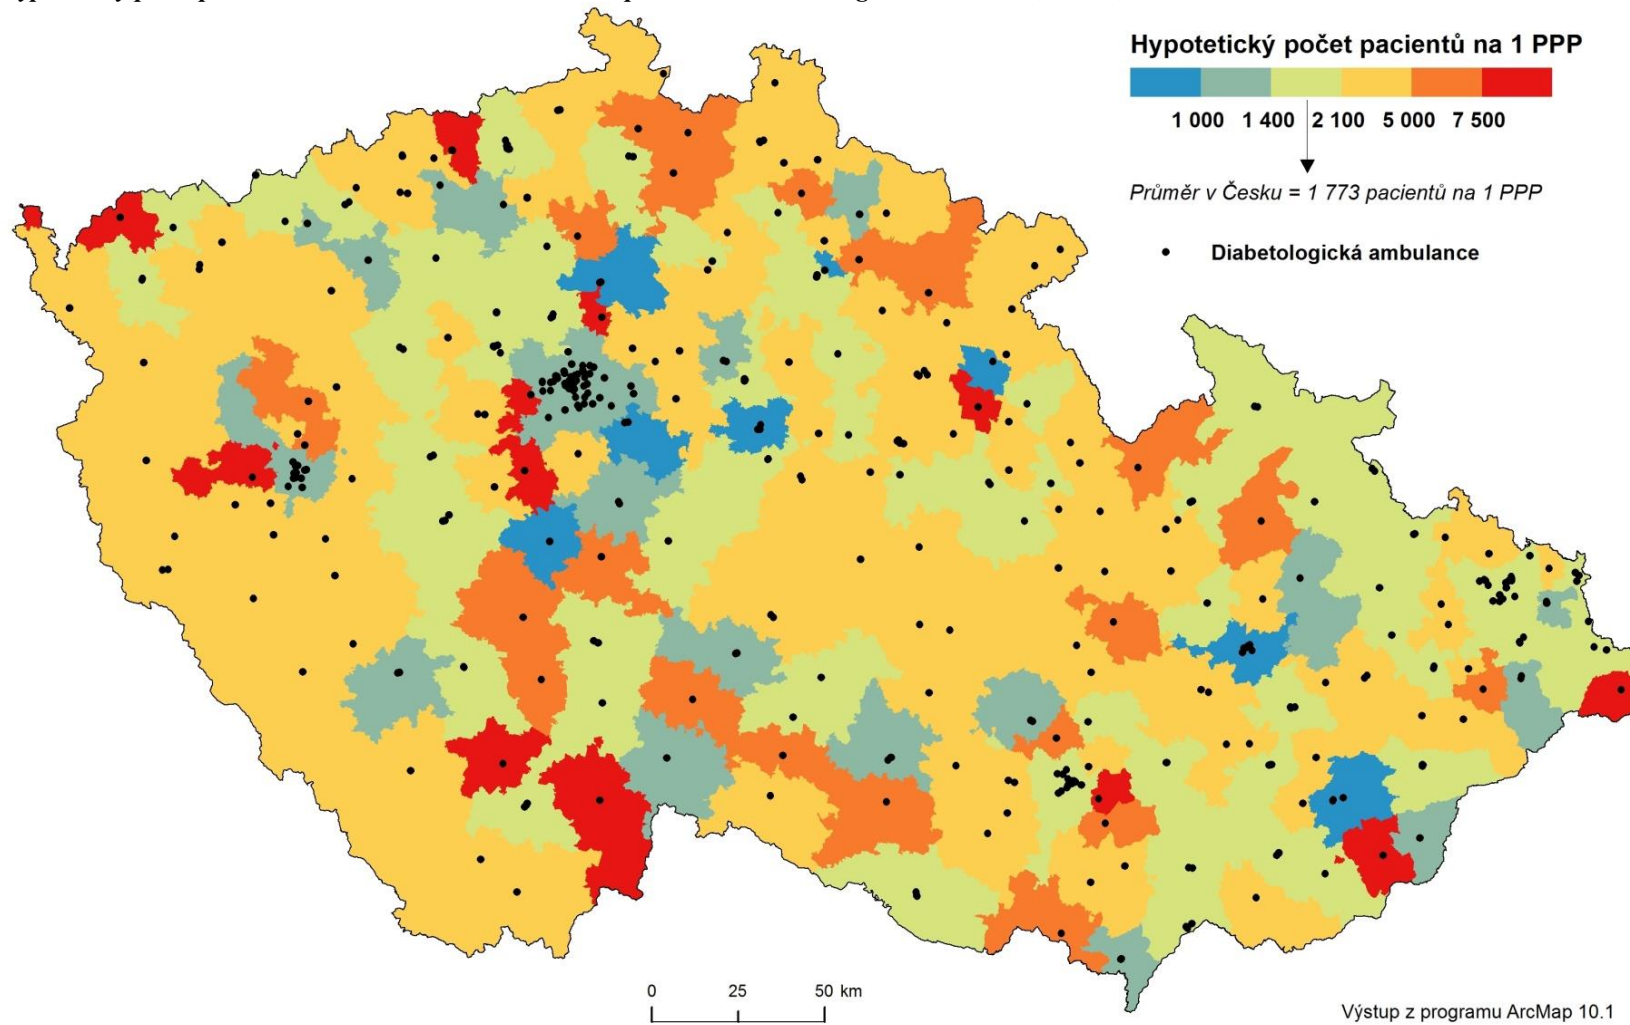 Hypotetický počet pacientů na 1 PPP
1 000 1 400 2 100 5 000 7 500
Průměr v Česku = 1 773 pacientů na 1 PPP
Diabetologická ambulance
0 25 50 km
Výstup z programu ArcMap 10.1